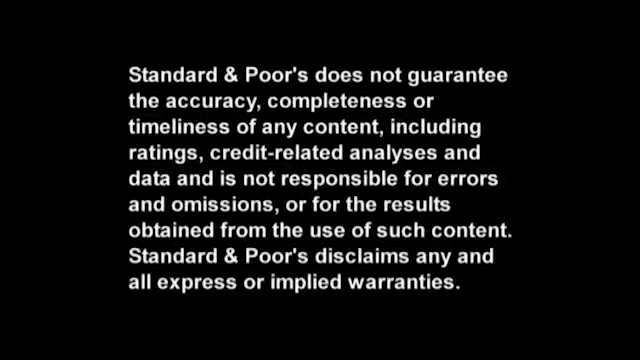 Standard & Poor's does not guarantee
the accuracy, completeness or
timeliness of any content, including
ratings, credit-related analyses and
data and is not responsible for errors
and omissions, or for the results
obtained from the use of such content.
Standard & Poor's disclaims any and
all express or implied warranties.